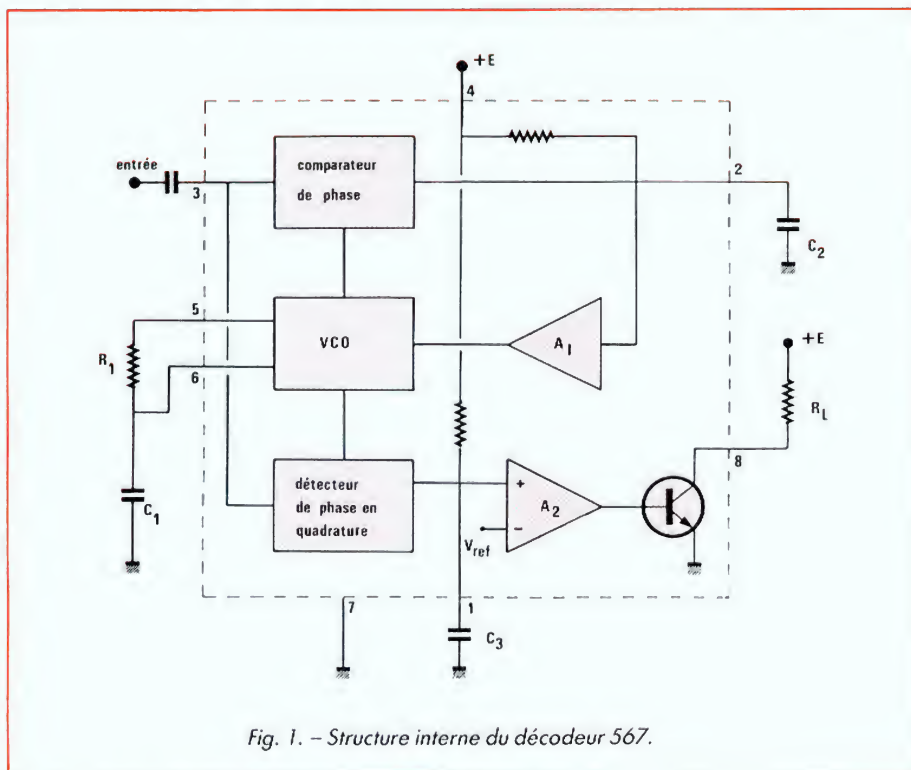 +E
4
entrée
3
comparateur
de phase
2
C2
5
R1
6
VCO
A1
+E
RL
8
C1
détecteur
de phase en
quadrature
+
A2
−
Vref
7
1
C3
Fig. 1. – Structure interne du décodeur 567.